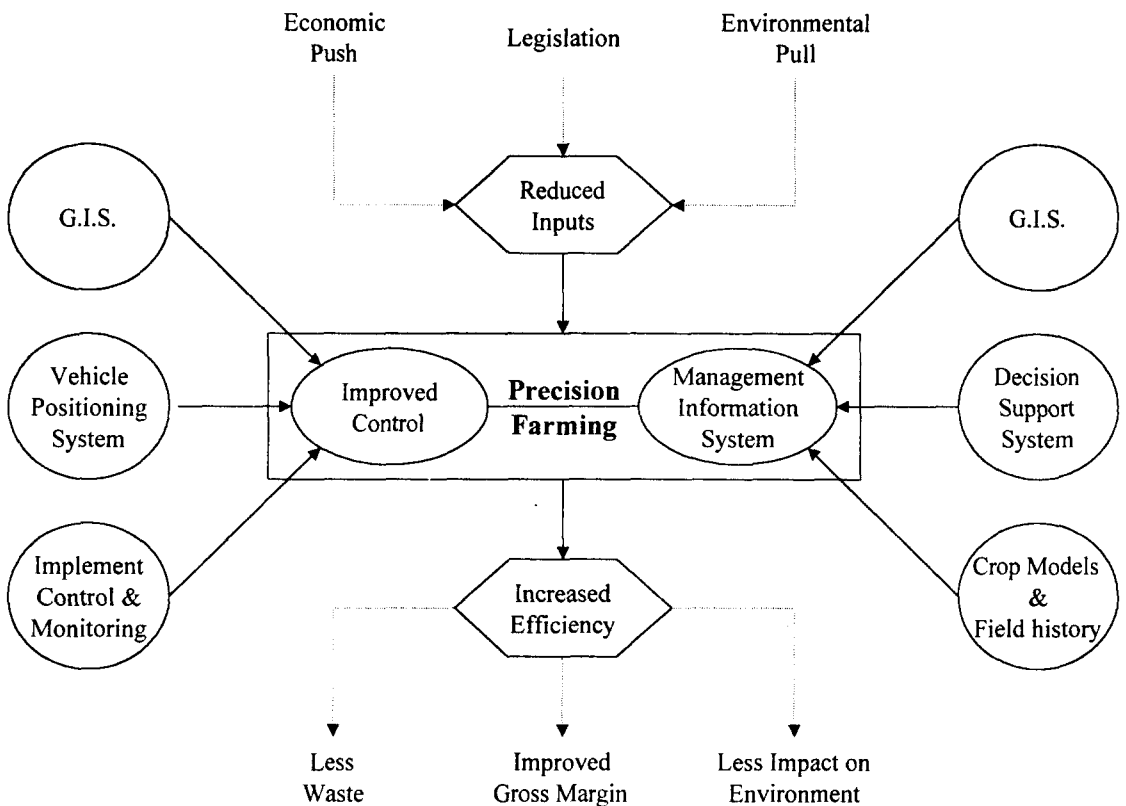 Economic
Push
Legislation
Environmental
Pull
Reduced
Inputs
G.I.S.
G.I.S.
Vehicle
Positioning
System
Improved
Control
Precision
Farming
Management
Information
System
Decision
Support
System
Implement
Control &
Monitoring
Increased
Efficiency
Crop Models
&
Field history
Less
Waste
Improved
Gross Margin
Less Impact on
Environment